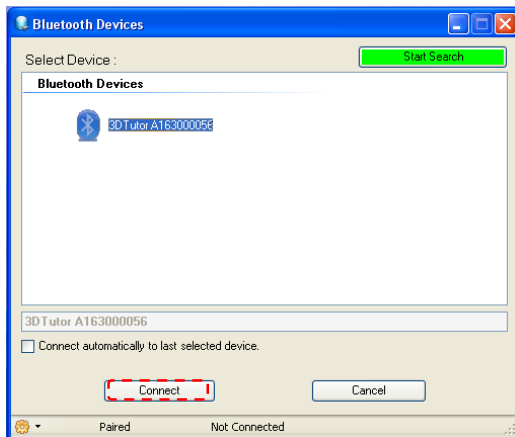 Bluetooth Devices
Select Device :
Start Search
Bluetooth Devices
3DTutor A163000056
3DTutor A163000056
Connect automatically to last selected device.
Connect
Cancel
Paired
Not Connected